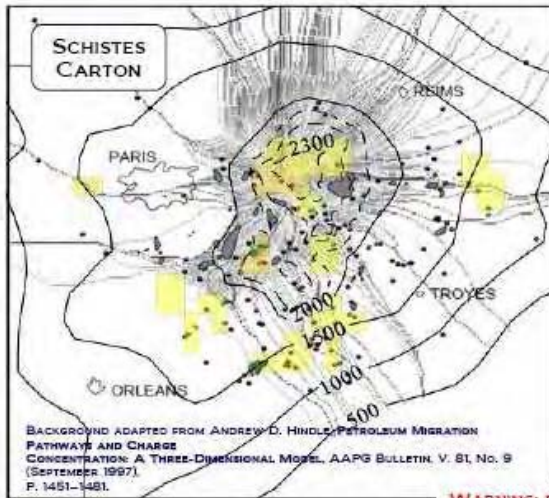 SCHISTES
CARTON
REIMS
2300
PARIS
2000
TROYES
1500
1000
500
ORLEANS
BACKGROUND ADAPTED FROM ANDREW D. HINDLE, PETROLEUM MIGRATION
PATHWAYS AND CHARGE
CONCENTRATION: A THREE-DIMENSIONAL MODEL, AAPG BULLETIN, V. 81, NO. 9
(SEPTEMBER 1997),
P. 1451–1481.